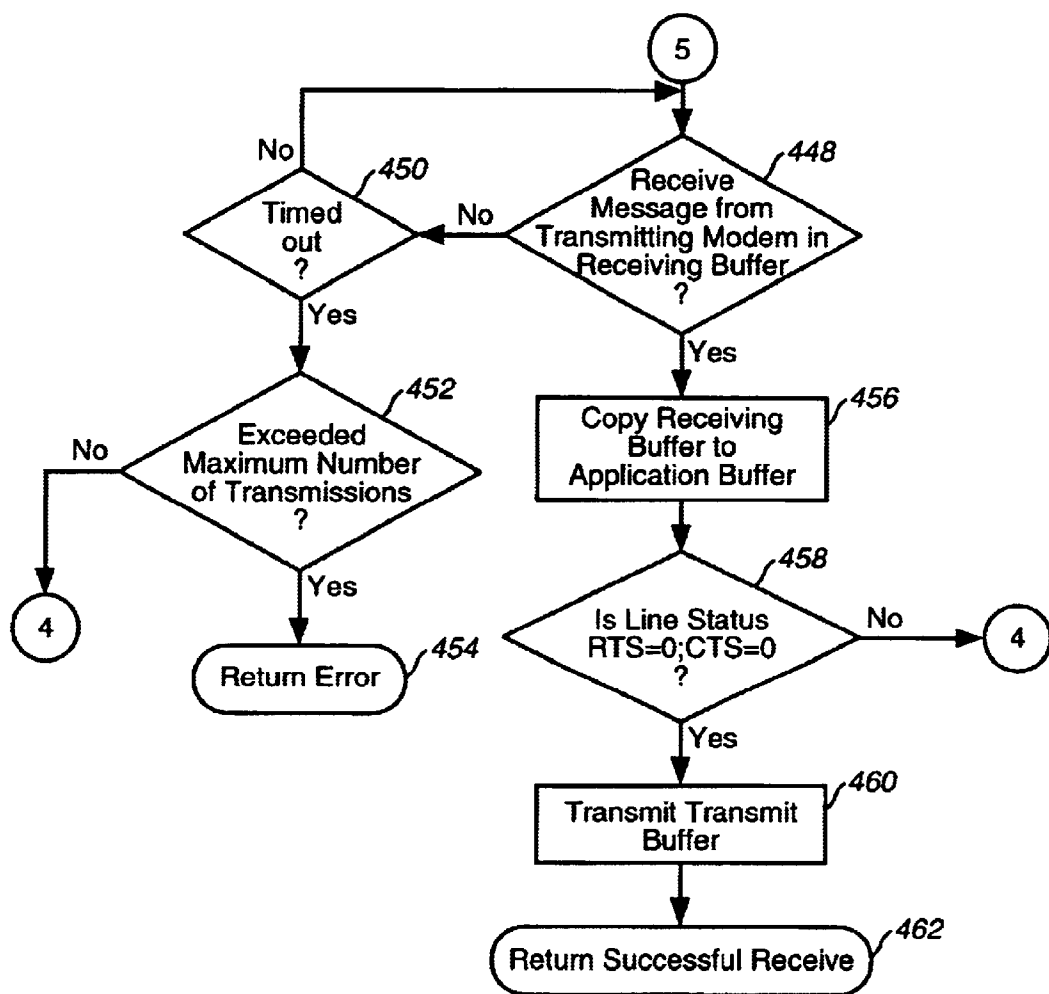 5
448
Receive
Message from
Transmitting Modem in
Receiving Buffer
?
No
Yes
450
Timed
out
?
No
Yes
452
Exceeded
Maximum Number
of Transmissions
?
No
4
Yes
454
Return Error
456
Copy Receiving
Buffer to
Application Buffer
458
Is Line Status
RTS=0;CTS=0
?
No
4
Yes
460
Transmit Transmit
Buffer
462
Return Successful Receive